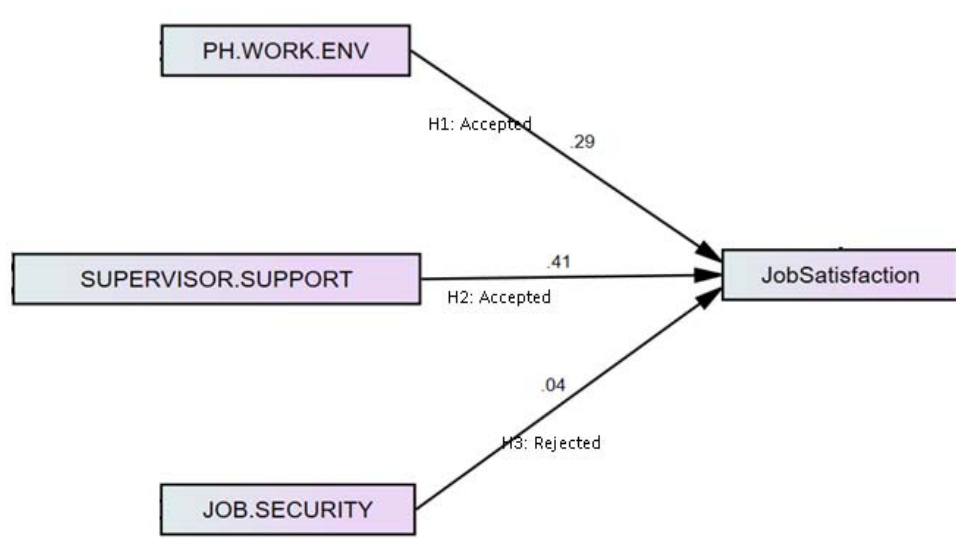 PH.WORK.ENV
H1: Accepted
.29
SUPERVISOR.SUPPORT
.41
H2: Accepted
JobSatisfaction
.04
H3: Rejected
JOB.SECURITY